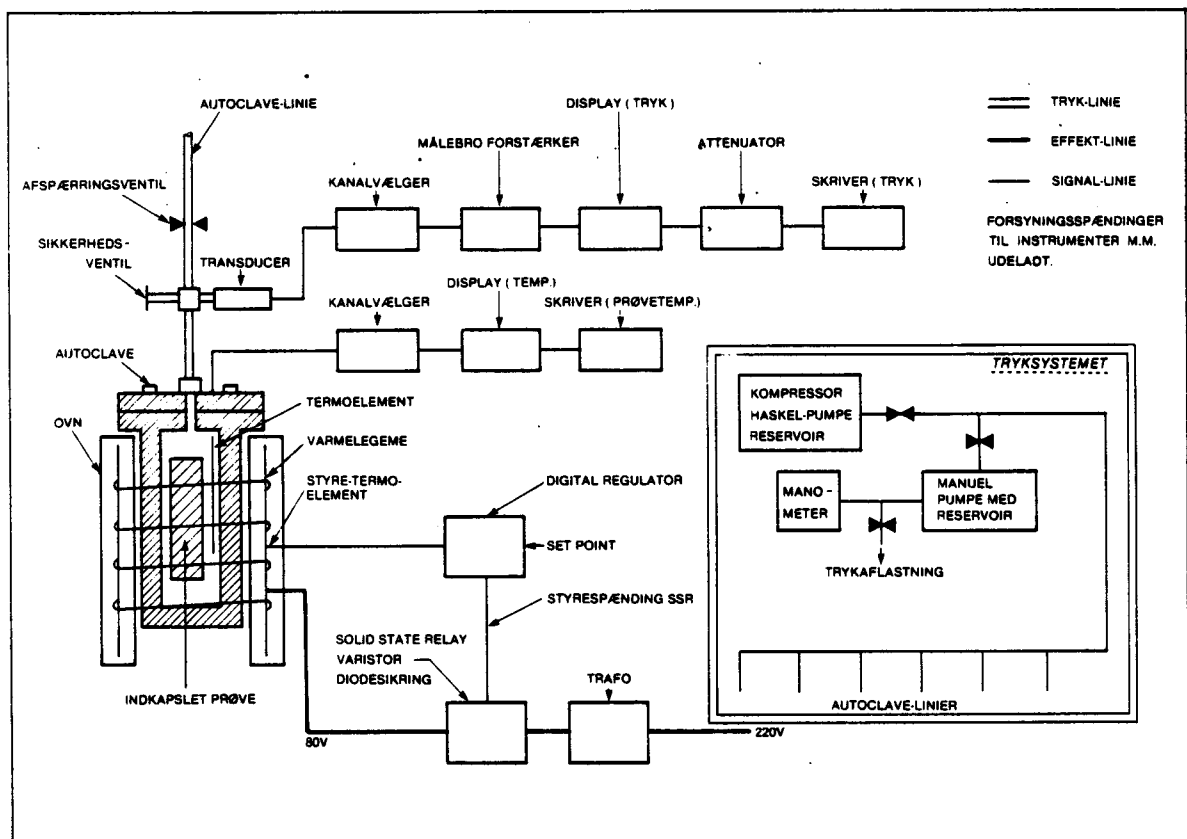 AUTOCLAVE-LINIE
DISPLAY ( TRYK )
MÅLEBRO FORSTÆRKER
ATTENUATOR
KANALVÆLGER
SKRIVER ( TRYK )
AFSPÆRRINGSVENTIL
SIKKERHEDS-
VENTIL
TRANSDUCER
TRYK-LINIE
EFFEKT-LINIE
SIGNAL-LINIE
FORSYNINGSSPÆNDINGER
TIL INSTRUMENTER M.M.
UDELADT.
DISPLAY ( TEMP.)
KANALVÆLGER
SKRIVER (PRØVETEMP.)
AUTOCLAVE
TERMOELEMENT
OVN
VARMELEGEME
STYRE-TERMO-
ELEMENT
DIGITAL REGULATOR
SET POINT
STYRESPÆNDING SSR
SOLID STATE RELAY
VARISTOR
DIODESIKRING
TRAFO
INDKAPSLET PRØVE
80V
220V
TRYKSYSTEMET
KOMPRESSOR
HASKEL-PUMPE
RESERVOIR
MANO-
METER
MANUEL
PUMPE MED
RESERVOIR
TRYKAFLASTNING
AUTOCLAVE-LINIER